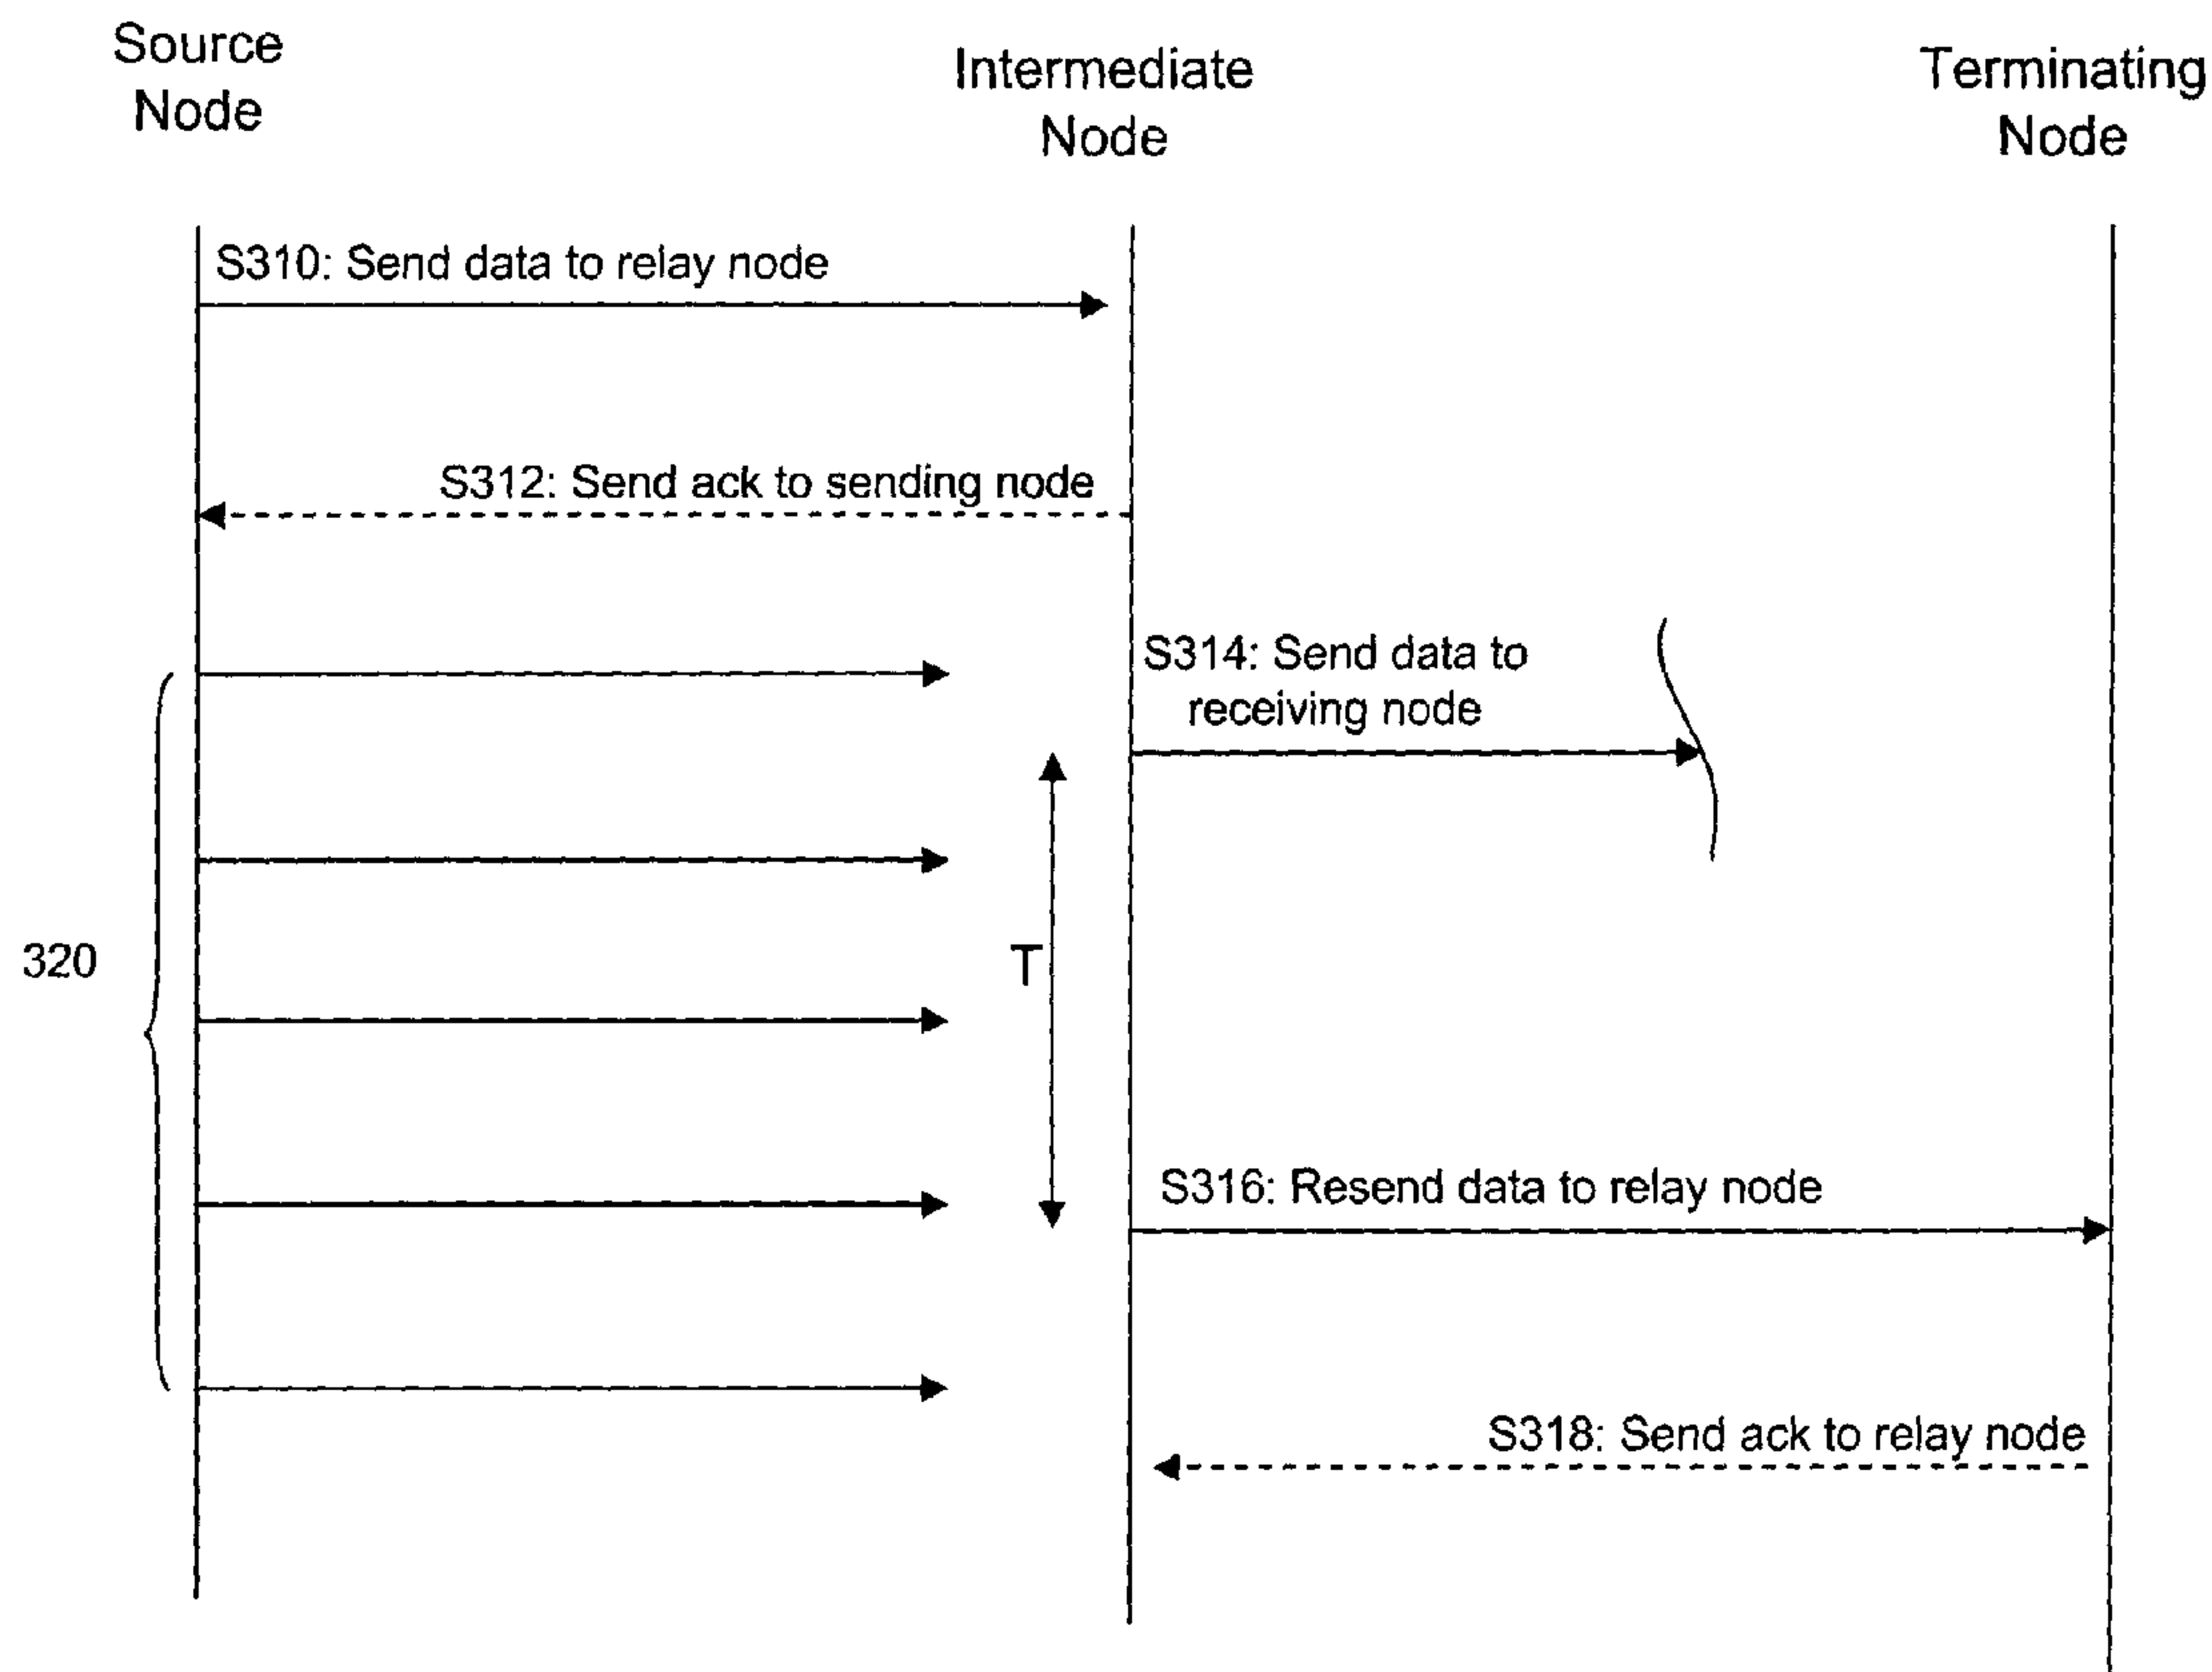 Source
Node
Intermediate
Node
Terminating
Node
S310: Send data to relay node
S312: Send ack to sending node
S314: Send data to
receiving node
320
T
S316: Resend data to relay node
S318: Send ack to relay node